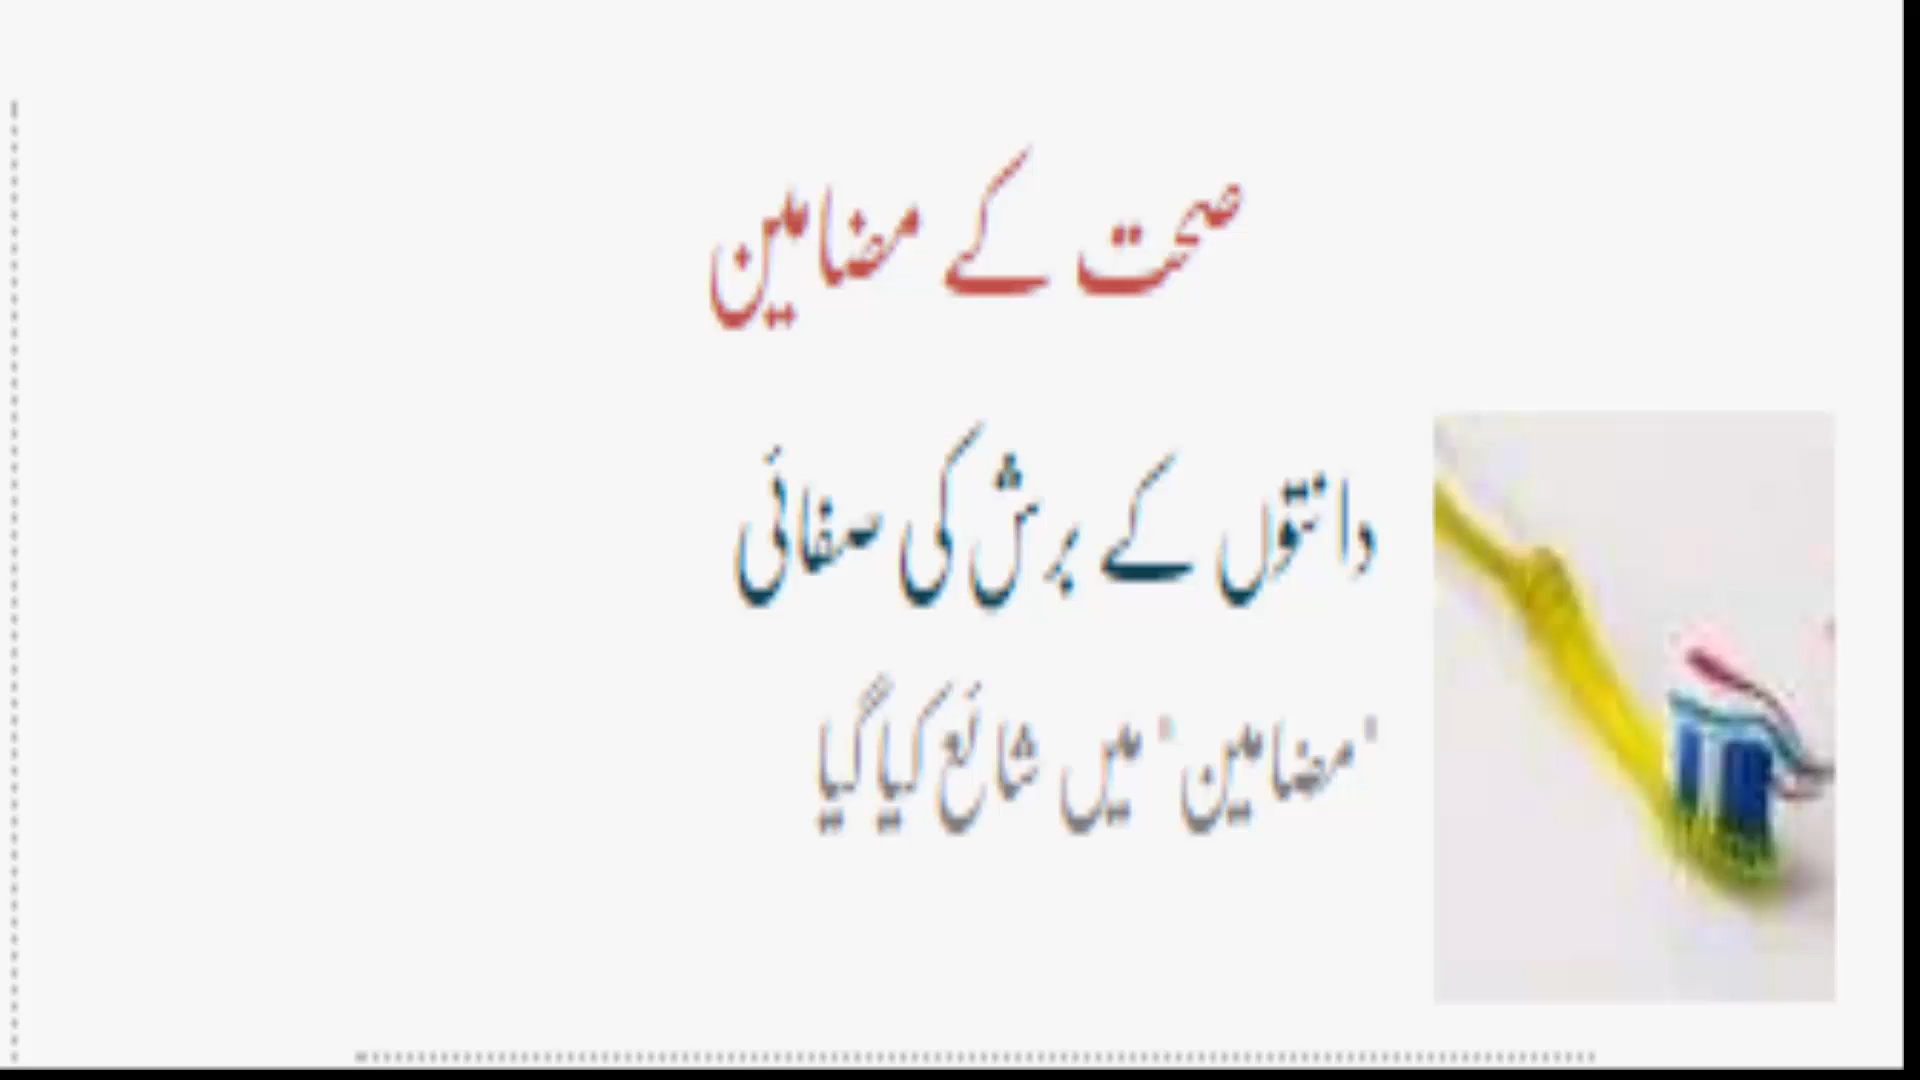 صحت کے مضامین
دانتوں کے برش کی صفائی
'مضامین' میں شائع کیا گیا